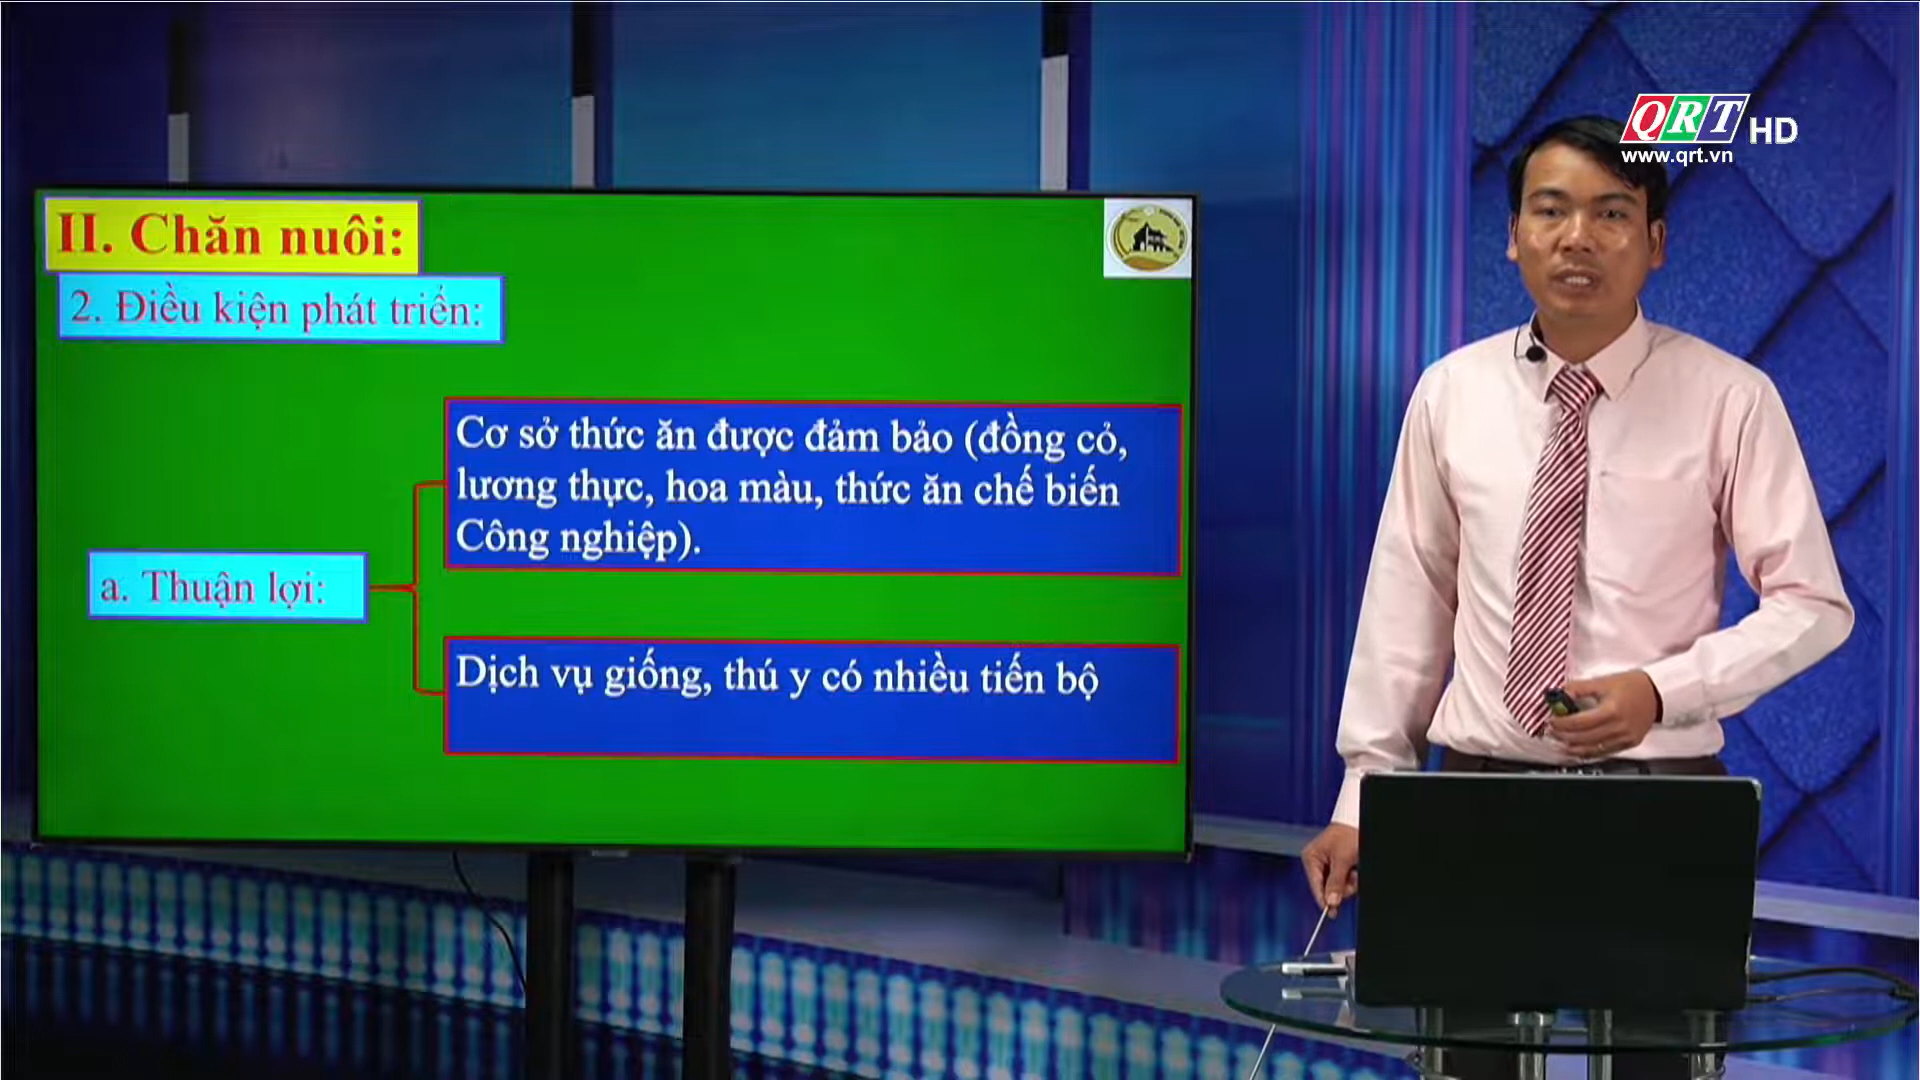 QRT HD
www.qrt.vn
II. Chăn nuôi:
2. Điều kiện phát triển:
Cơ sở thức ăn được đảm bảo (đồng cỏ,
lương thực, hoa màu, thức ăn chế biến
Công nghiệp).
a. Thuận lợi:
Dịch vụ giống, thú y có nhiều tiến bộ